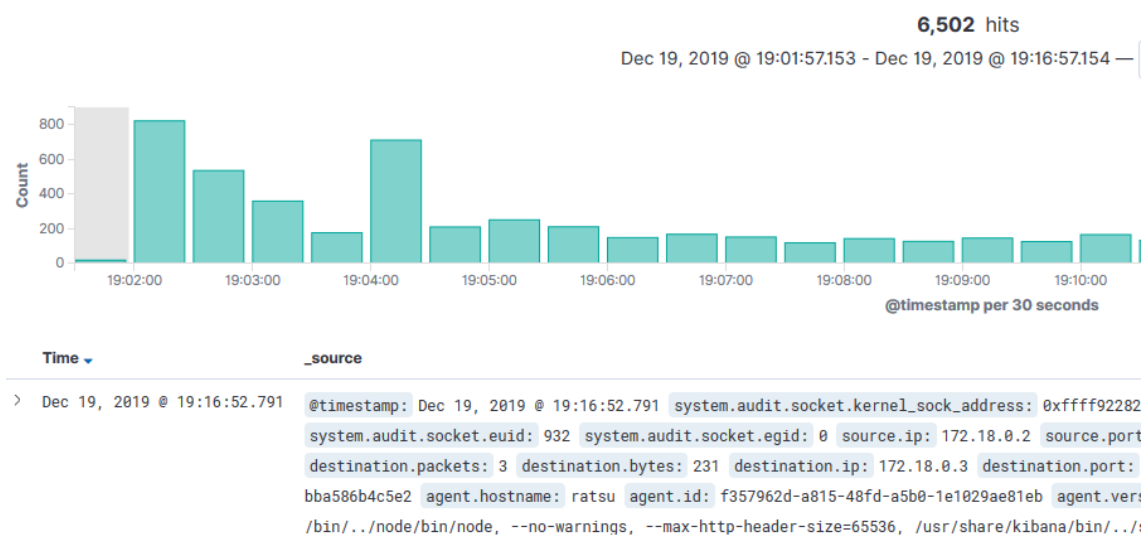 6,502 hits
Dec 19, 2019 @ 19:01:57.153 - Dec 19, 2019 @ 19:16:57.154 —
800
600
400
200
0
Count
19:02:00 19:03:00 19:04:00 19:05:00 19:06:00 19:07:00 19:08:00 19:09:00 19:10:00
@timestamp per 30 seconds
Time _source
Dec 19, 2019 @ 19:16:52.791 @timestamp: Dec 19, 2019 @ 19:16:52.791 system.audit.socket.kernel_sock_address: 0xffff92282
system.audit.socket.euid: 932 system.audit.socket.egid: 0 source.ip: 172.18.0.2 source.port
destination.packets: 3 destination.bytes: 231 destination.ip: 172.18.0.3 destination.port:
bba586b4c5e2 agent.hostname: ratsu agent.id: f357962d-a815-48fd-a5b0-1e1029ae81eb agent.vers
/bin/../node/bin/node, --no-warnings, --max-http-header-size=65536, /usr/share/kibana/bin/../s